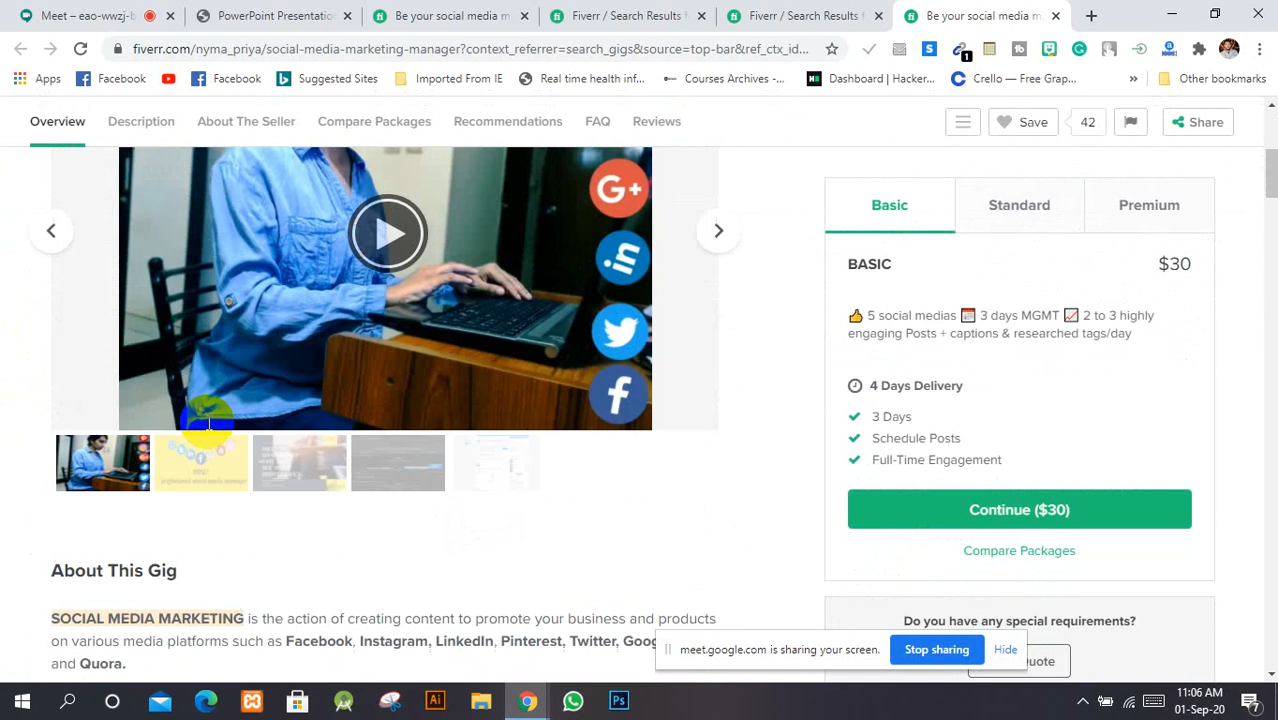 Meet – eao-wwzj-b
PowerPoint Presentatio
Be your social media m
Fiverr / Search Results f
Fiverr / Search Results f
Be your social media m
fiverr.com/nyma_priya/social-media-marketing-manager?context_referrer=search_gigs&source=top-bar&ref_ctx_id...
1
Apps
Facebook
Facebook
Suggested Sites
Imported From IE
Real time health inf...
Courses Archives -...
Dashboard | Hacker...
Crello — Free Grap...
»
Other bookmarks
Overview
Description
About The Seller
Compare Packages
Recommendations
FAQ
Reviews
Save
42
Share
G+
in
f
Basic
Standard
Premium
BASIC
$30
👍 5 social medias 📅 3 days MGMT 📈 2 to 3 highly
engaging Posts + captions & researched tags/day
4 Days Delivery
3 Days
Schedule Posts
Full-Time Engagement
Continue ($30)
Compare Packages
About This Gig
SOCIAL MEDIA MARKETING is the action of creating content to promote your business and products
on various media platforms such as Facebook, Instagram, LinkedIn, Pinterest, Twitter, Goog
and Quora.
Do you have any special requirements?
Quote
meet.google.com is sharing your screen.
Stop sharing
Hide
Ai
Ps
11:06 AM
01-Sep-20
7